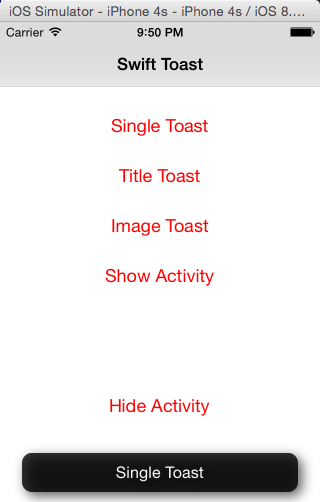 iOS Simulator - iPhone 4s - iPhone 4s / iOS 8....
Carrier 9:50 PM
Swift Toast
Single Toast
Title Toast
Image Toast
Show Activity
Hide Activity
Single Toast